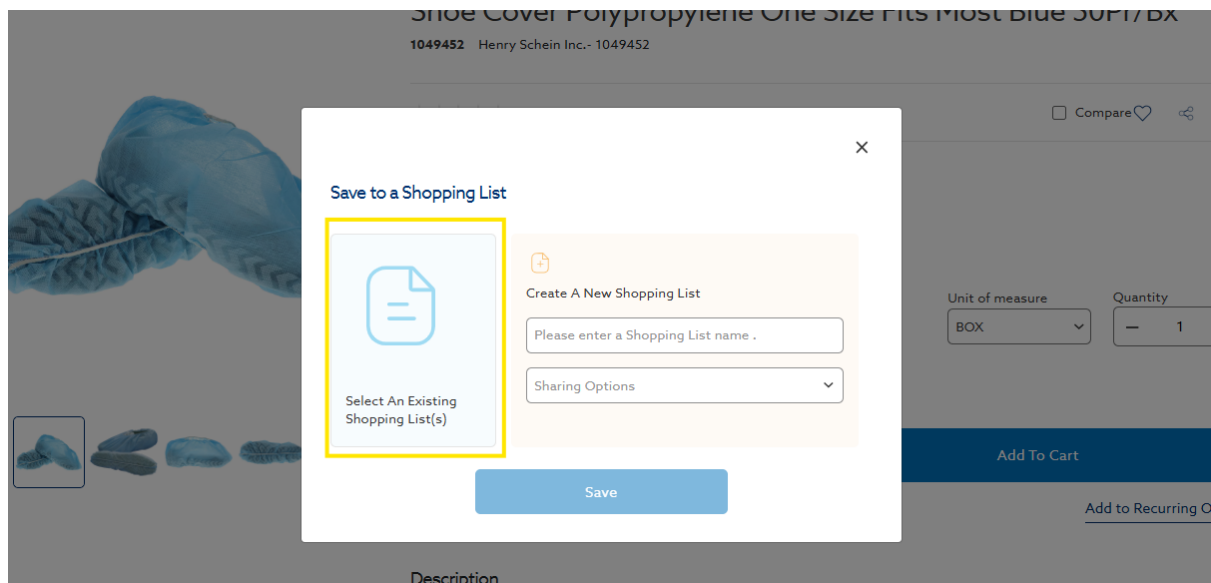 Shoe Cover Polypropylene One Size Fits Most Blue 50Pr/Bx
1049452 Henry Schein Inc.- 1049452
Compare
Save to a Shopping List
Select An Existing
Shopping List(s)
Create A New Shopping List
Please enter a Shopping List name .
Sharing Options
Save
Unit of measure
BOX
Quantity
1
Add To Cart
Add to Recurring O
Description